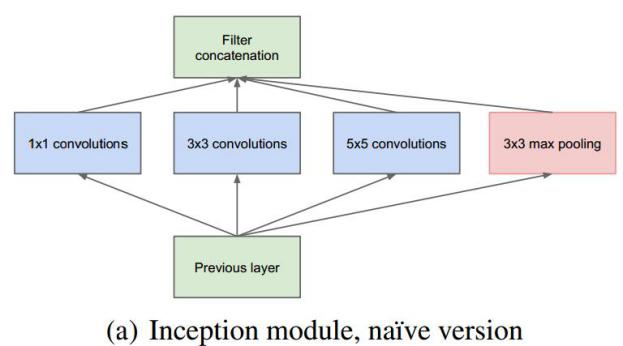 Filter
concatenation
1x1 convolutions
3x3 convolutions
5x5 convolutions
3x3 max pooling
Previous layer
(a) Inception module, naïve version